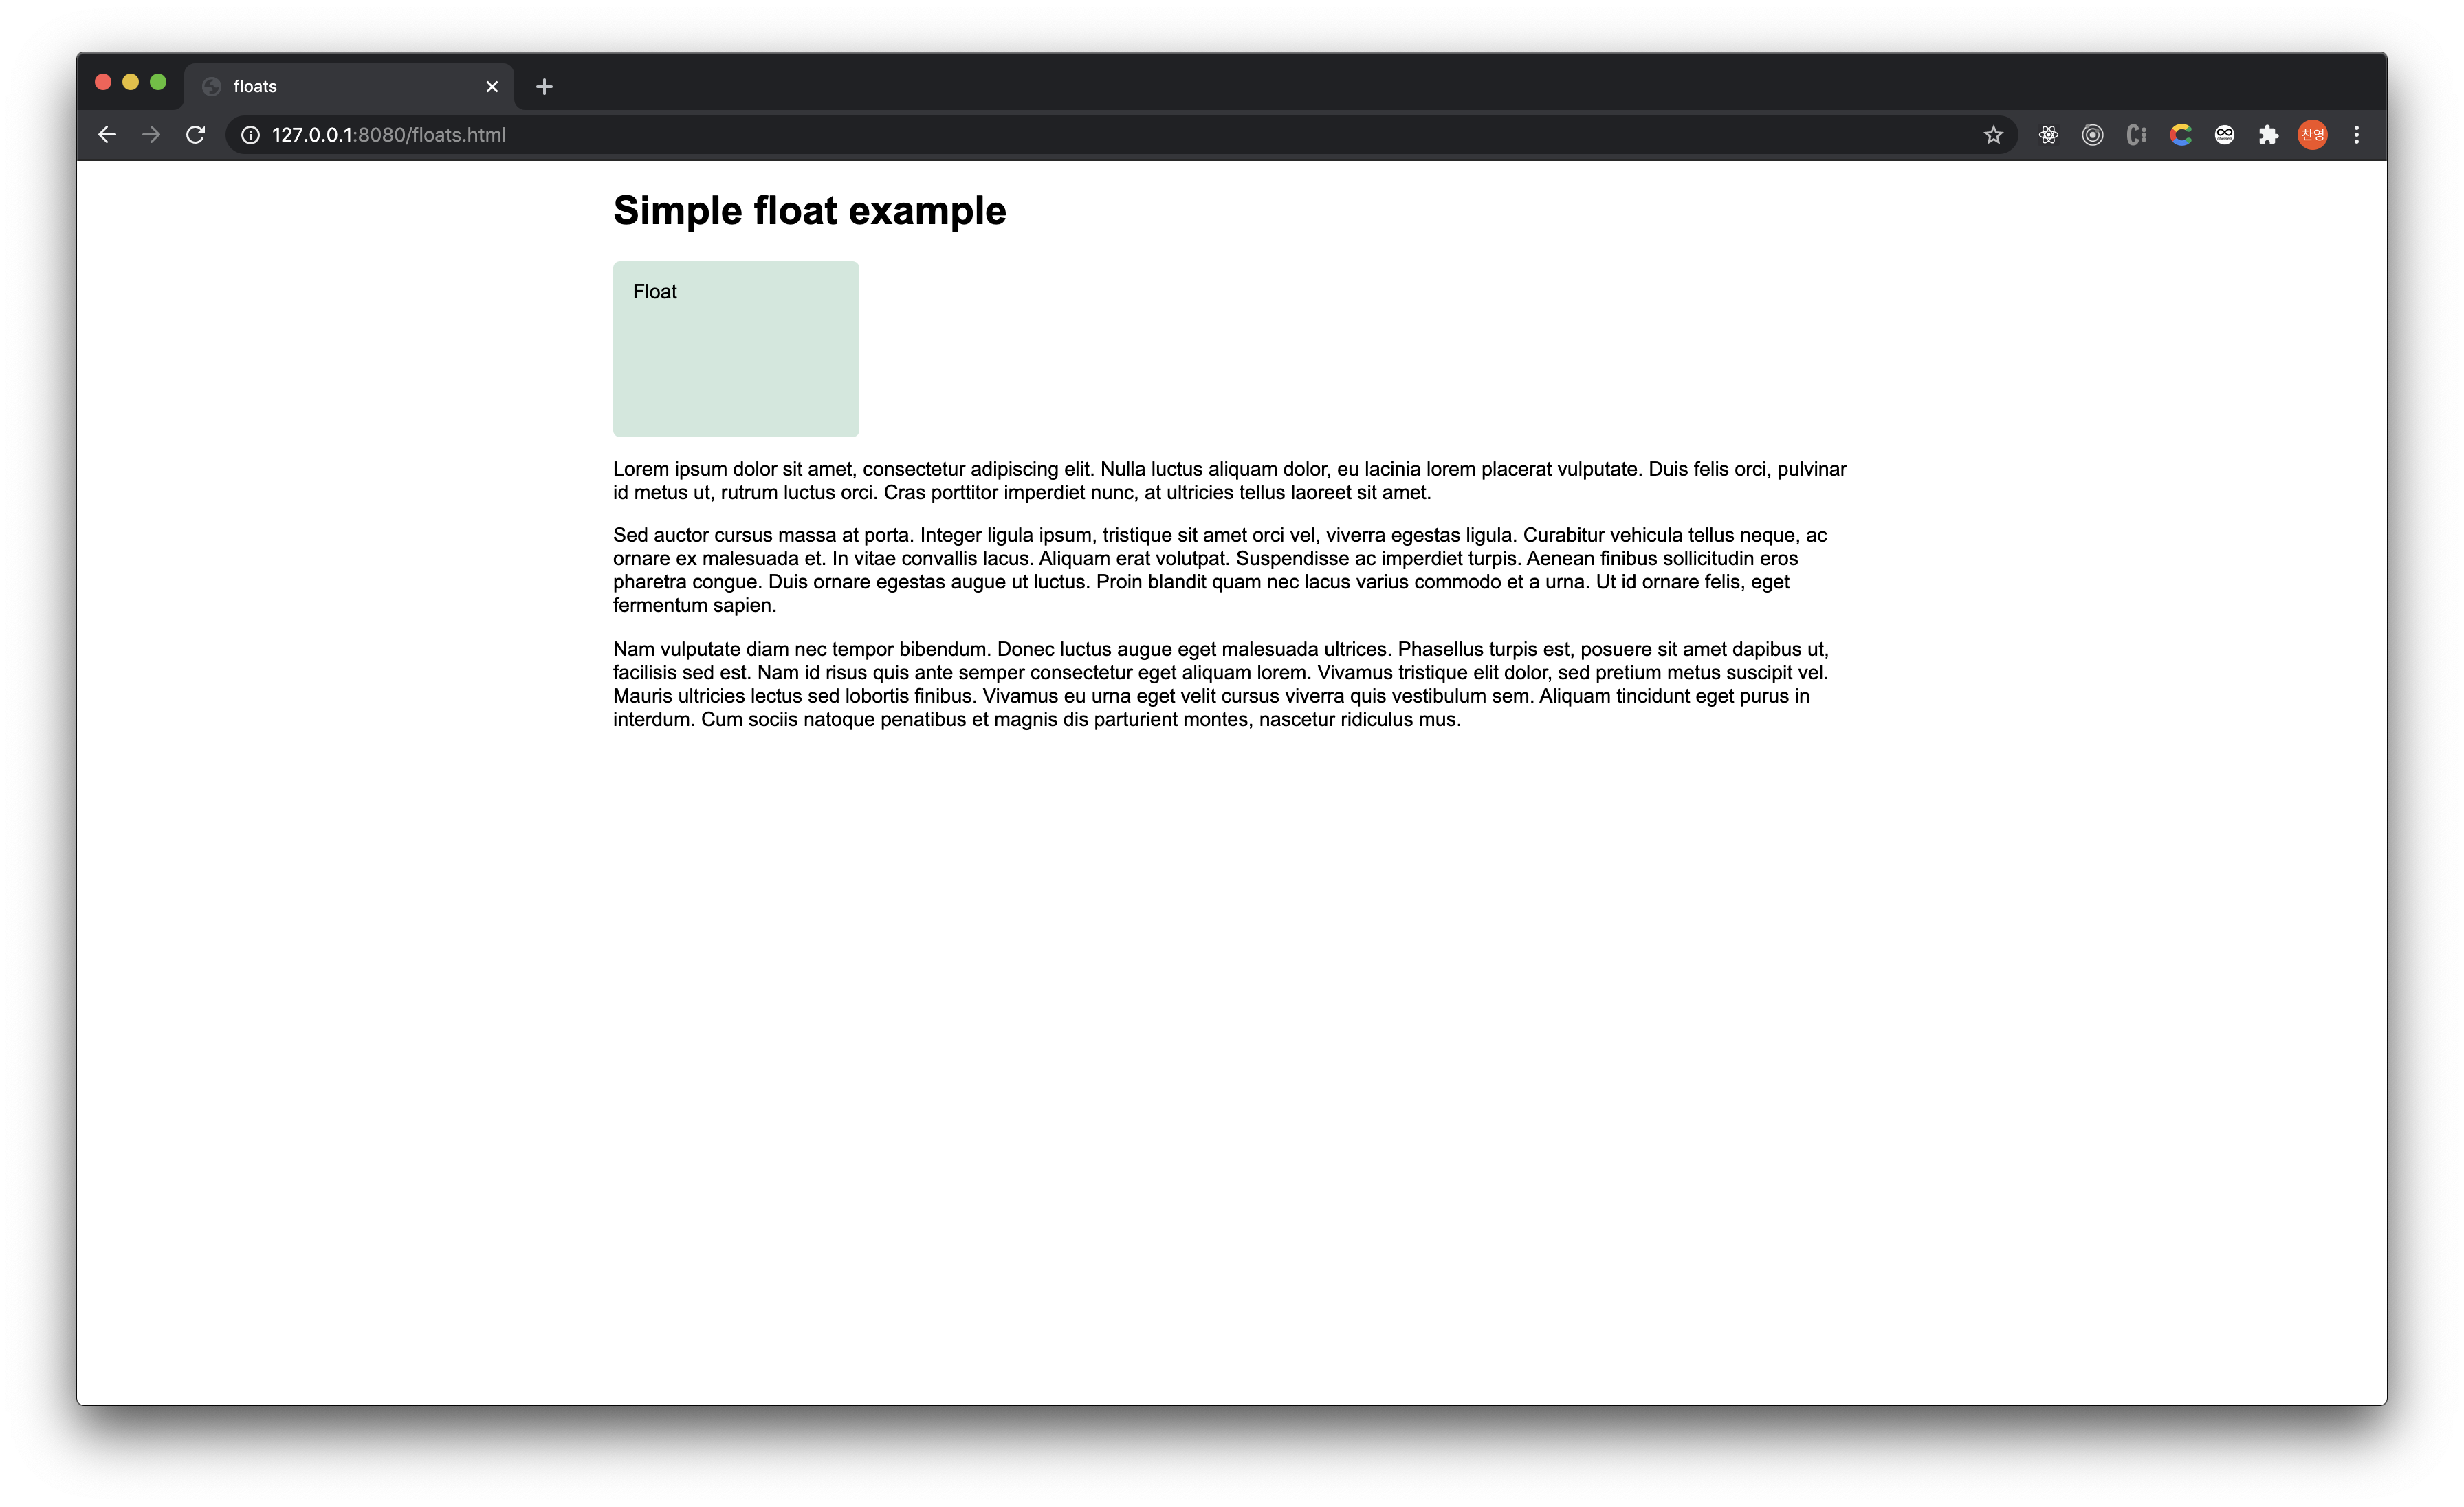 floats
127.0.0.1:8080/floats.html
찬영
Simple float example
Float
Lorem ipsum dolor sit amet, consectetur adipiscing elit. Nulla luctus aliquam dolor, eu lacinia lorem placerat vulputate. Duis felis orci, pulvinar
id metus ut, rutrum luctus orci. Cras porttitor imperdiet nunc, at ultricies tellus laoreet sit amet.
Sed auctor cursus massa at porta. Integer ligula ipsum, tristique sit amet orci vel, viverra egestas ligula. Curabitur vehicula tellus neque, ac
ornare ex malesuada et. In vitae convallis lacus. Aliquam erat volutpat. Suspendisse ac imperdiet turpis. Aenean finibus sollicitudin eros
pharetra congue. Duis ornare egestas augue ut luctus. Proin blandit quam nec lacus varius commodo et a urna. Ut id ornare felis, eget
fermentum sapien.
Nam vulputate diam nec tempor bibendum. Donec luctus augue eget malesuada ultrices. Phasellus turpis est, posuere sit amet dapibus ut,
facilisis sed est. Nam id risus quis ante semper consectetur eget aliquam lorem. Vivamus tristique elit dolor, sed pretium metus suscipit vel.
Mauris ultricies lectus sed lobortis finibus. Vivamus eu urna eget velit cursus viverra quis vestibulum sem. Aliquam tincidunt eget purus in
interdum. Cum sociis natoque penatibus et magnis dis parturient montes, nascetur ridiculus mus.